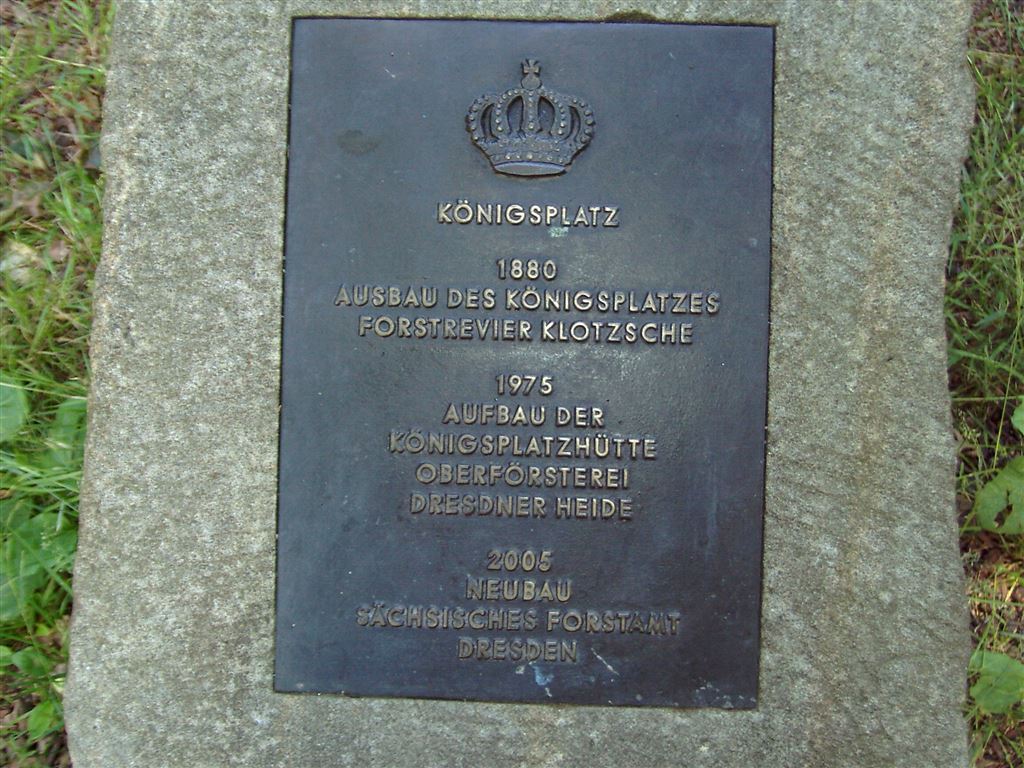 KÖNIGSPLATZ
1880
AUSBAU DES KÖNIGSPLATZES
FORSTREVIER KLOTZSCHE
1975
AUFBAU DER
KÖNIGSPLATZHÜTTE
OBERFÖRSTEREI
DRESDNER HEIDE
2005
NEUBAU
SÄCHSISCHES FORSTAMT
DRESDEN